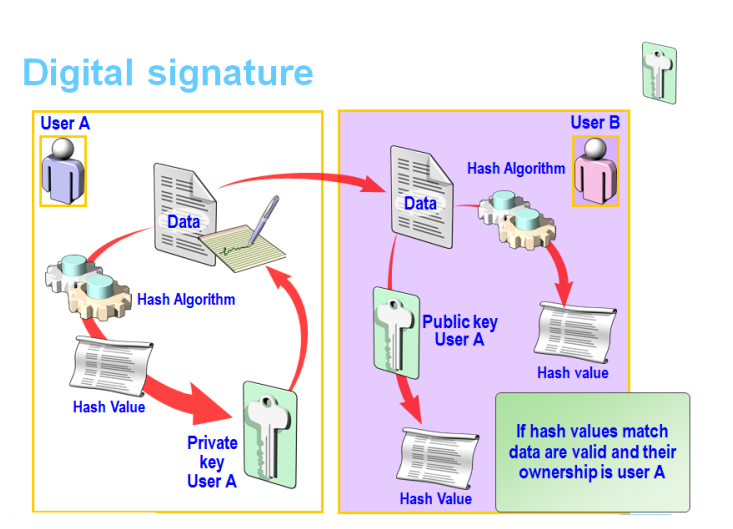 Digital signature
User A
Data
Hash Algorithm
Hash Value
Private
key
User A
User B
Hash Algorithm
Data
Public key
User A
Hash value
Hash Value
If hash values match
data are valid and their
ownership is user A